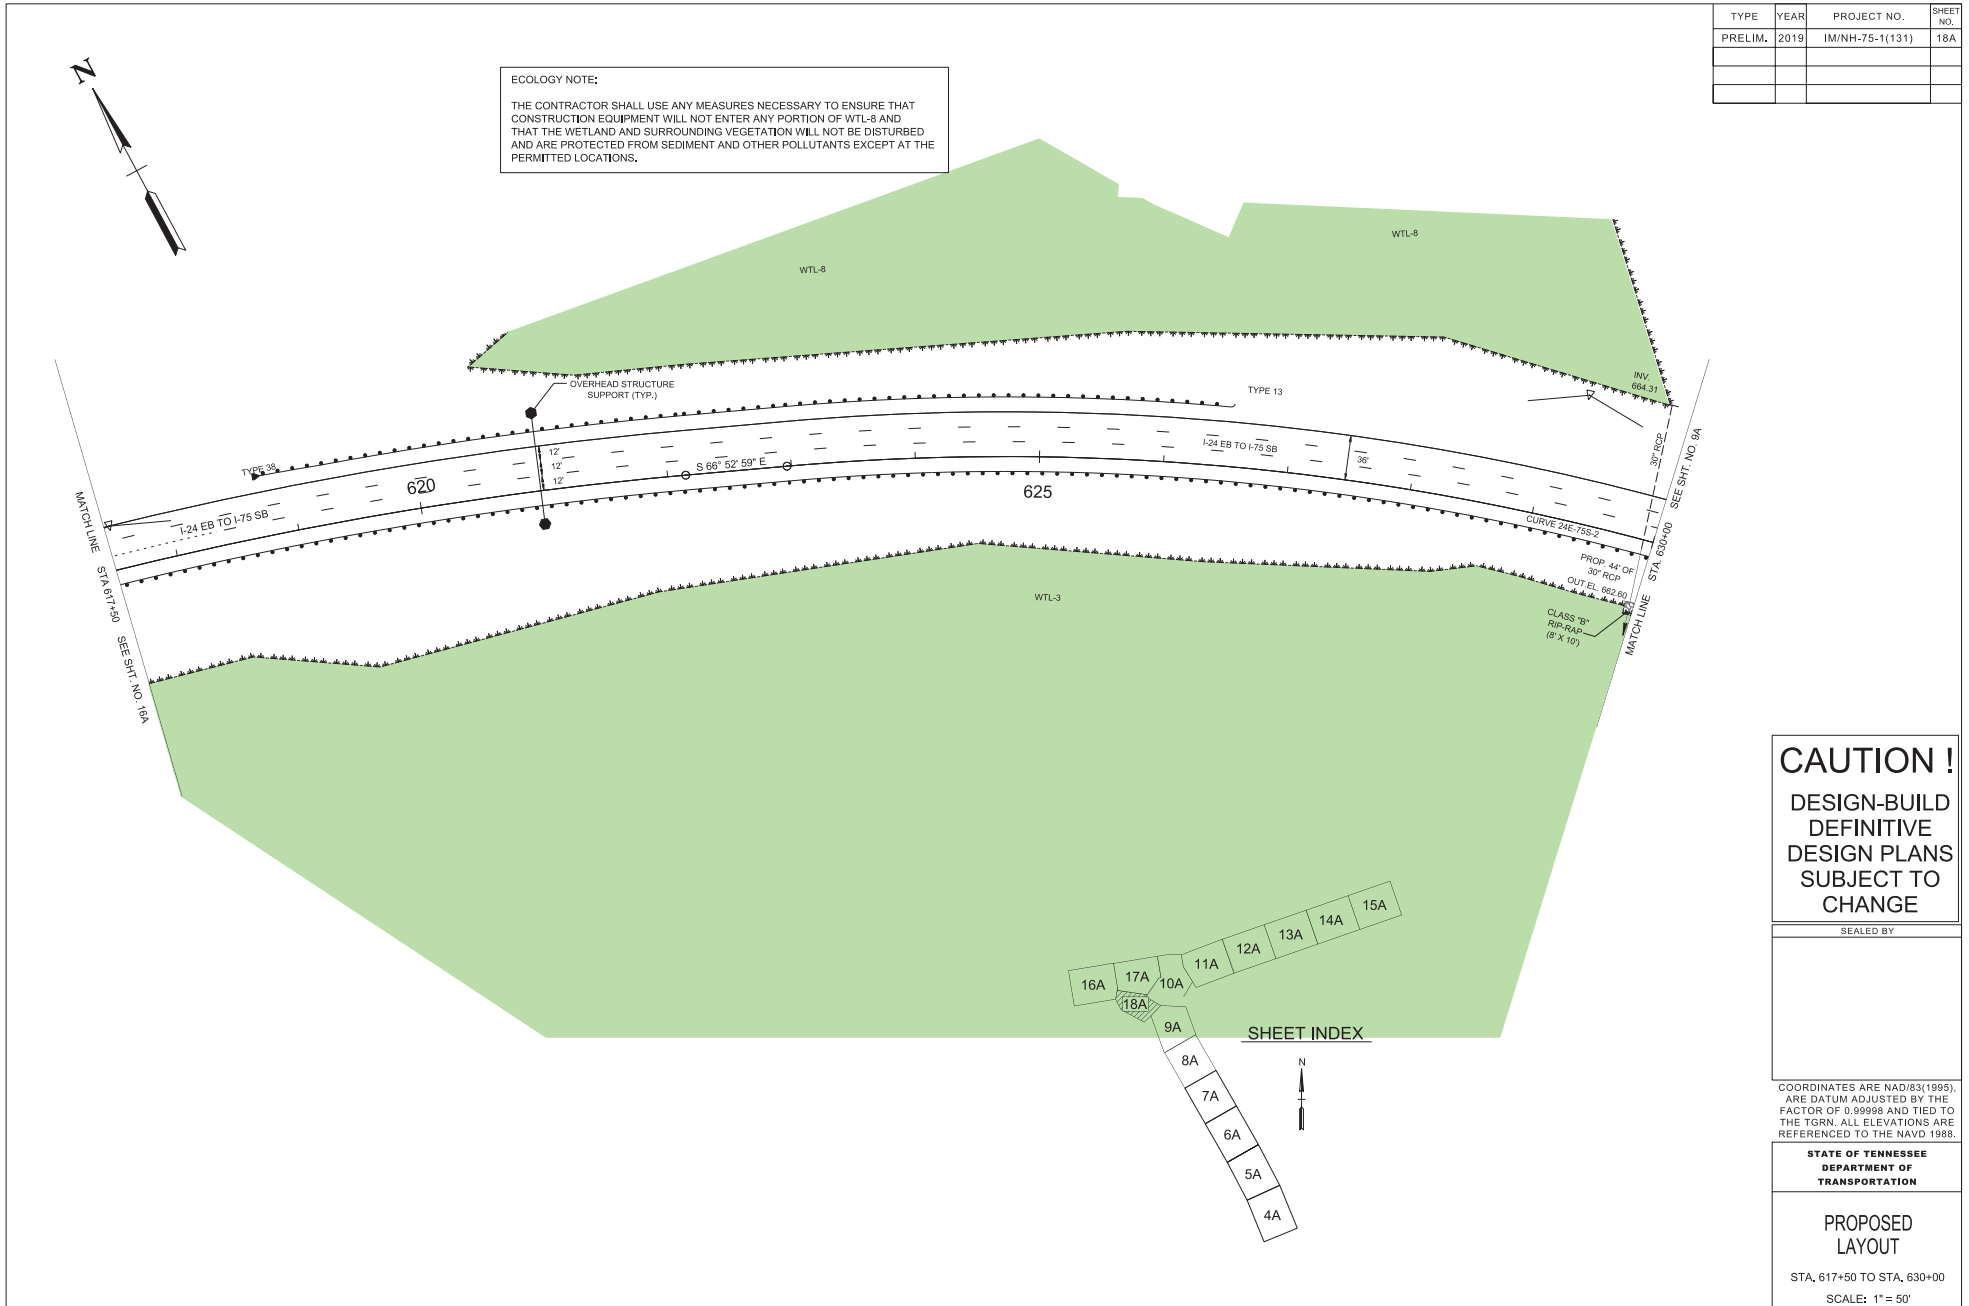 TYPE YEAR PROJECT NO. SHEET NO.
PRELIM. 2019 IM/NH-75-1(131) 18A
N
ECOLOGY NOTE:
THE CONTRACTOR SHALL USE ANY MEASURES NECESSARY TO ENSURE THAT
CONSTRUCTION EQUIPMENT WILL NOT ENTER ANY PORTION OF WTL-8 AND
THAT THE WETLAND AND SURROUNDING VEGETATION WILL NOT BE DISTURBED
AND ARE PROTECTED FROM SEDIMENT AND OTHER POLLUTANTS EXCEPT AT THE
PERMITTED LOCATIONS.
WTL-8
WTL-8
INV.
664.31
OVERHEAD STRUCTURE
SUPPORT (TYP.)
TYPE 13
TYPE 38
12'
12'
12'
S 66° 52' 59" E
I-24 EB TO I-75 SB
36'
30" RCP
620
625
I-24 EB TO I-75 SB
CURVE 24E-75S-2
MATCH LINE STA 617+50 SEE SHT. NO. 16A
MATCH LINE STA. 630+00 SEE SHT. NO. 9A
PROP. 44' OF
30" RCP
OUT.EL. 662.60
CLASS "B"
RIP-RAP
(8' X 10')
WTL-3
15A
14A
13A
12A
11A
10A
17A
16A
18A
9A
8A
7A
6A
5A
4A
SHEET INDEX
N
CAUTION !
DESIGN-BUILD
DEFINITIVE
DESIGN PLANS
SUBJECT TO
CHANGE
SEALED BY
COORDINATES ARE NAD/83(1995),
ARE DATUM ADJUSTED BY THE
FACTOR OF 0.99998 AND TIED TO
THE TGRN. ALL ELEVATIONS ARE
REFERENCED TO THE NAVD 1988.
STATE OF TENNESSEE
DEPARTMENT OF
TRANSPORTATION
PROPOSED
LAYOUT
STA. 617+50 TO STA. 630+00
SCALE: 1" = 50'